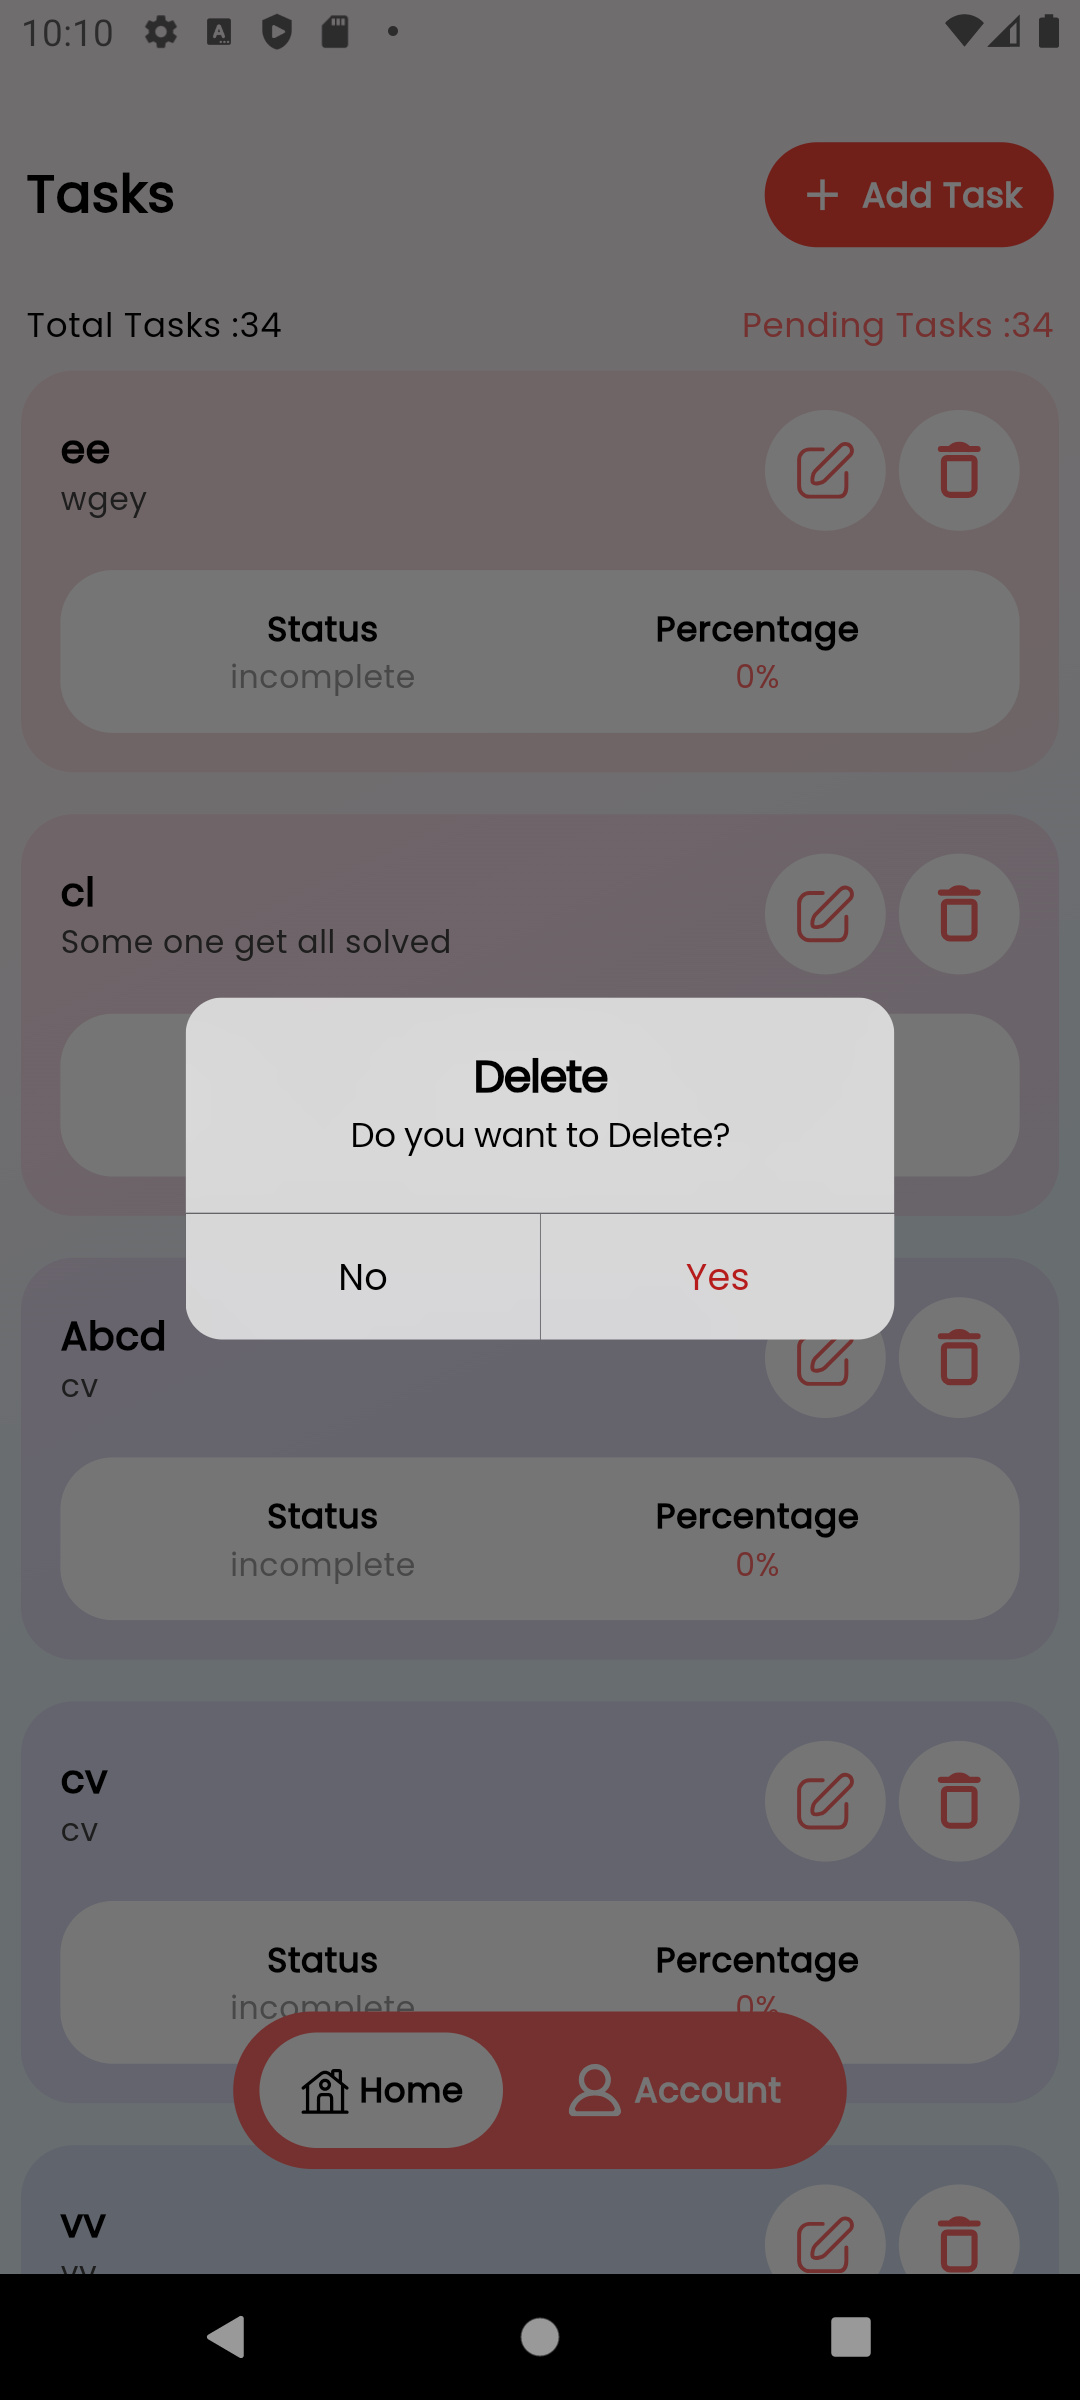 10:10
Tasks
+ Add Task
Total Tasks :34
Pending Tasks :34
ee
wgey
Status
Percentage
incomplete
0%
cl
Some one get all solved
Delete
Do you want to Delete?
No
Yes
Abcd
cv
Status
Percentage
incomplete
0%
cv
cv
Status
Percentage
incomplete
0%
Home
Account
vv
vv